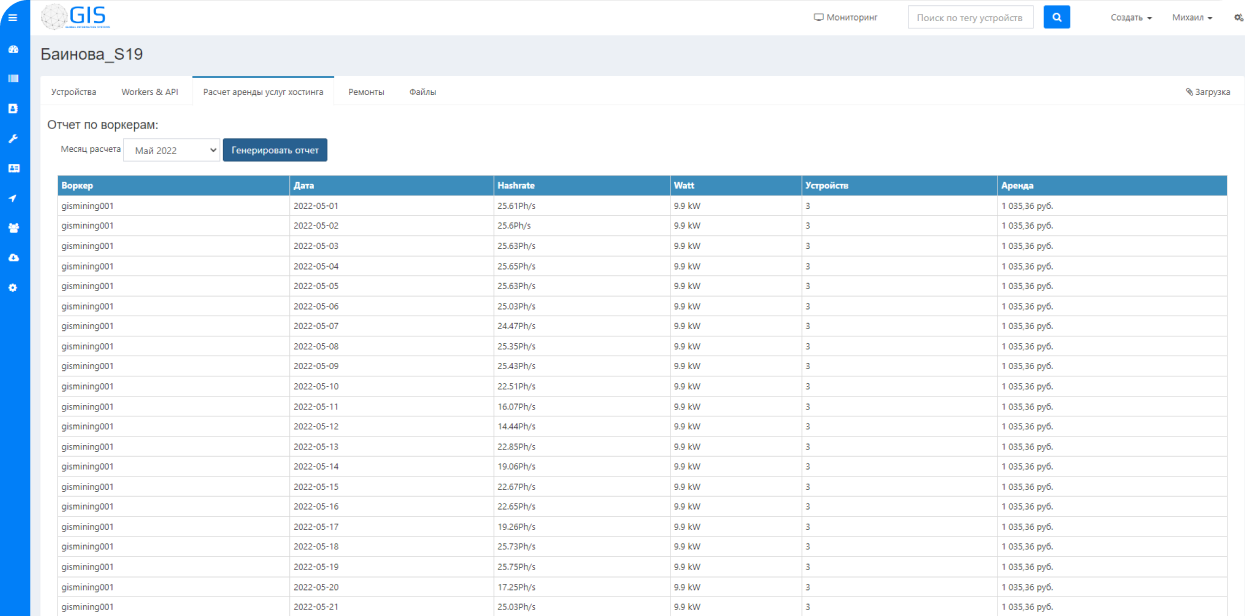 GIS
Мониторинг
Поиск по тегу устройств
Создать
Михаил
Баинова_S19
Устройства Workers & API Расчет аренды услуг хостинга Ремонты Файлы Загрузка
Отчет по воркерам:
Месяц расчета Май 2022 Генерировать отчет
Воркер Дата Hashrate Watt Устройств Аренда
gismining001 2022-05-01 25.61Ph/s 9.9 kW 3 1 035,36 руб.
gismining001 2022-05-02 25.6Ph/s 9.9 kW 3 1 035,36 руб.
gismining001 2022-05-03 25.63Ph/s 9.9 kW 3 1 035,36 руб.
gismining001 2022-05-04 25.65Ph/s 9.9 kW 3 1 035,36 руб.
gismining001 2022-05-05 25.63Ph/s 9.9 kW 3 1 035,36 руб.
gismining001 2022-05-06 25.03Ph/s 9.9 kW 3 1 035,36 руб.
gismining001 2022-05-07 24.47Ph/s 9.9 kW 3 1 035,36 руб.
gismining001 2022-05-08 25.35Ph/s 9.9 kW 3 1 035,36 руб.
gismining001 2022-05-09 25.43Ph/s 9.9 kW 3 1 035,36 руб.
gismining001 2022-05-10 22.51Ph/s 9.9 kW 3 1 035,36 руб.
gismining001 2022-05-11 16.07Ph/s 9.9 kW 3 1 035,36 руб.
gismining001 2022-05-12 14.44Ph/s 9.9 kW 3 1 035,36 руб.
gismining001 2022-05-13 22.85Ph/s 9.9 kW 3 1 035,36 руб.
gismining001 2022-05-14 19.06Ph/s 9.9 kW 3 1 035,36 руб.
gismining001 2022-05-15 22.67Ph/s 9.9 kW 3 1 035,36 руб.
gismining001 2022-05-16 22.65Ph/s 9.9 kW 3 1 035,36 руб.
gismining001 2022-05-17 19.26Ph/s 9.9 kW 3 1 035,36 руб.
gismining001 2022-05-18 25.73Ph/s 9.9 kW 3 1 035,36 руб.
gismining001 2022-05-19 25.75Ph/s 9.9 kW 3 1 035,36 руб.
gismining001 2022-05-20 17.25Ph/s 9.9 kW 3 1 035,36 руб.
gismining001 2022-05-21 25.03Ph/s 9.9 kW 3 1 035,36 руб.